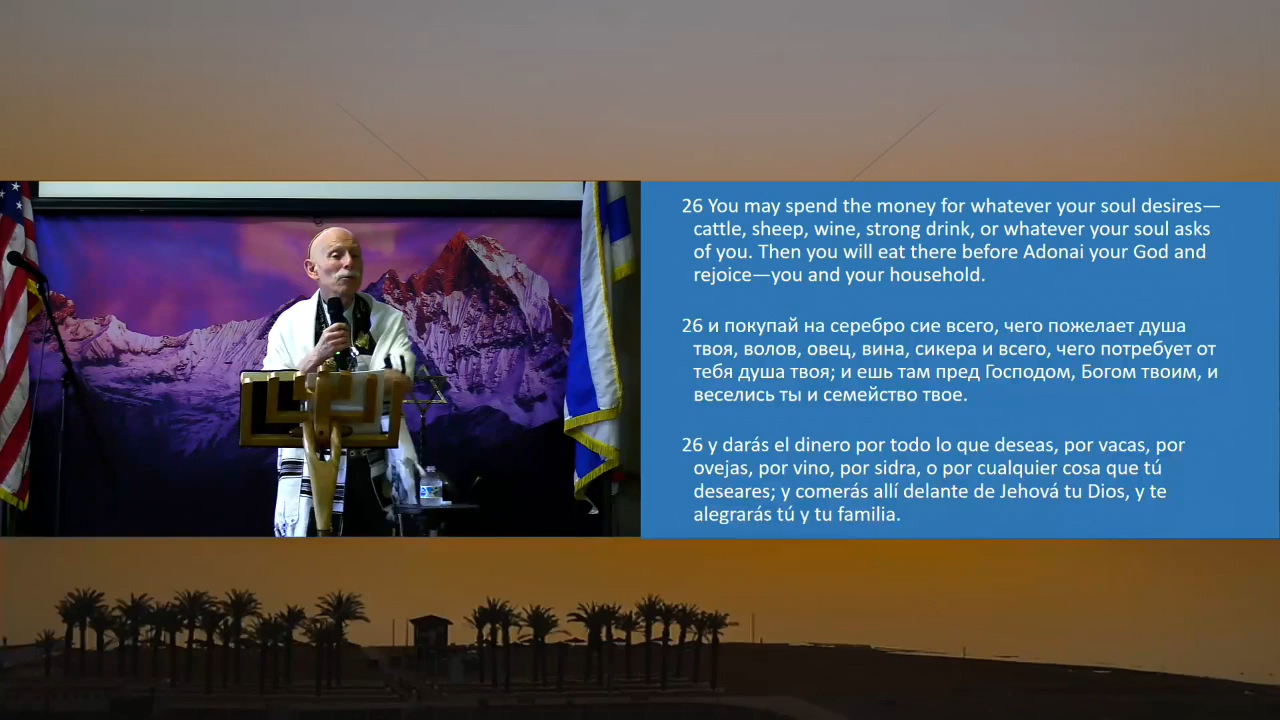 26 You may spend the money for whatever your soul desires—
cattle, sheep, wine, strong drink, or whatever your soul asks
of you. Then you will eat there before Adonai your God and
rejoice—you and your household.
26 и покупай на серебро сие всего, чего пожелает душа
твоя, волов, овец, вина, сикера и всего, чего потребует от
тебя душа твоя; и ешь там пред Господом, Богом твоим, и
веселись ты и семейство твое.
26 y darás el dinero por todo lo que deseas, por vacas, por
ovejas, por vino, por sidra, o por cualquier cosa que tú
deseares; y comerás allí delante de Jehová tu Dios, y te
alegrarás tú y tu familia.